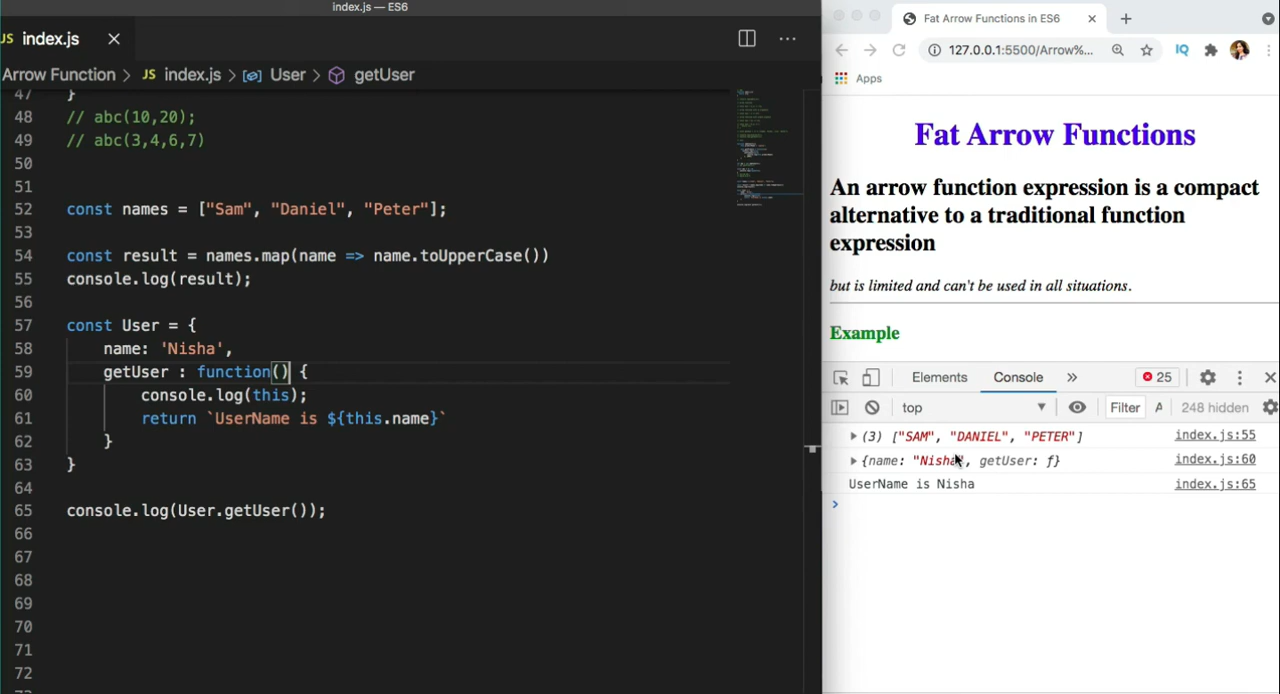 index.js — ES6
JS index.js
Arrow Function > JS index.js > User > getUser
47 }
48 // abc(10,20);
49 // abc(3,4,6,7)
50
51
52 const names = ["Sam", "Daniel", "Peter"];
53
54 const result = names.map(name => name.toUpperCase())
55 console.log(result);
56
57 const User = {
58 name: 'Nisha',
59 getUser : function() {
60 console.log(this);
61 return `UserName is ${this.name}`
62 }
63 }
64
65 console.log(User.getUser());
66
67
68
69
70
71
72
Fat Arrow Functions in ES6
127.0.0.1:5500/Arrow%... IQ
Apps
Fat Arrow Functions
An arrow function expression is a compact
alternative to a traditional function
expression
but is limited and can't be used in all situations.
Example
Elements Console » 25
top Filter 248 hidden
(3) ["SAM", "DANIEL", "PETER"] index.js:55
{name: "Nisha", getUser: ƒ} index.js:60
UserName is Nisha index.js:65
>